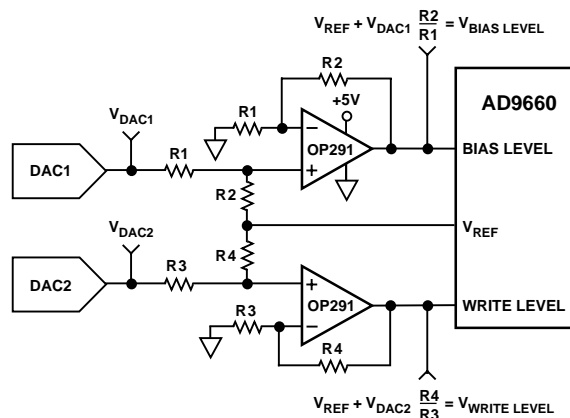 V_REF + V_DAC1 R2/R1 = V_BIAS LEVEL
R2
+5V
AD9660
R1
V_DAC1
–
OP291
BIAS LEVEL
DAC1
R1
+
R2
V_REF
V_DAC2
R4
DAC2
R3
+
OP291
WRITE LEVEL
R3
–
R4
V_REF + V_DAC2 R4/R3 = V_WRITE LEVEL